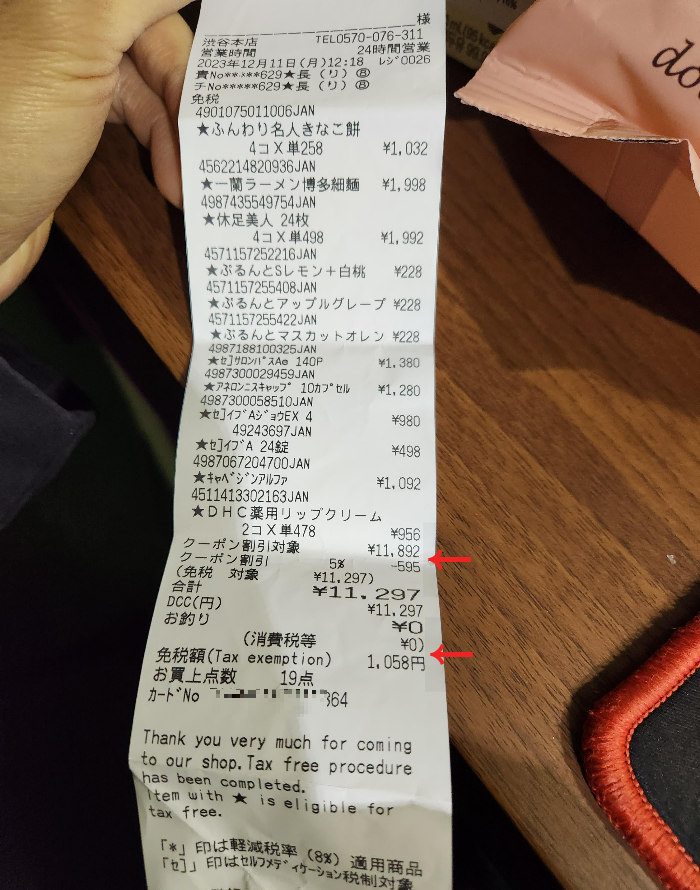 様
渋谷本店 TEL0570-076-311
営業時間 24時間営業
2023年12月11日(月)12:18 レジ0026
責No*****629★長(リ)⑧
チNo*****629★長(リ)⑧
免税
4901075011006JAN
★ふんわり名人きなこ餅
4コX単258 ¥1,032
4562214820936JAN
★一蘭ラーメン博多細麺 ¥1,998
4987435549754JAN
★休足美人 24枚
4コX単498 ¥1,992
4571157252216JAN
★ぷるんとSレモン+白桃 ¥228
4571157255408JAN
★ぷるんとアップルグレープ ¥228
4571157255422JAN
★ぷるんとマスカットオレン ¥228
4987188100325JAN
★セ]サロンパスAe 140P ¥1,380
4987300029459JAN
★アネロンニスキャップ 10カプセル ¥1,280
4987300058510JAN
★セ]イブAジョウEX 4 ¥980
49243697JAN
★セ]イブA 24錠 ¥498
4987067204700JAN
★キャベジンアルファ ¥1,092
4511413302163JAN
★DHC薬用リップクリーム
2コX単478 ¥956
クーポン割引対象 ¥11,892
クーポン割引 5% -595
(免税 対象 ¥11,297)
合計 ¥11,297
DCC(円) ¥11,297
お釣り ¥0
(消費税等 ¥0)
免税額(Tax exemption) 1,058円
お買上点数 19点
カードNo 364
Thank you very much for coming
to our shop.Tax free procedure
has been completed.
Item with ★ is eligible for
tax free.
「*」印は軽減税率(8%)適用商品
「セ]」印はセルフメディケーション税制対象